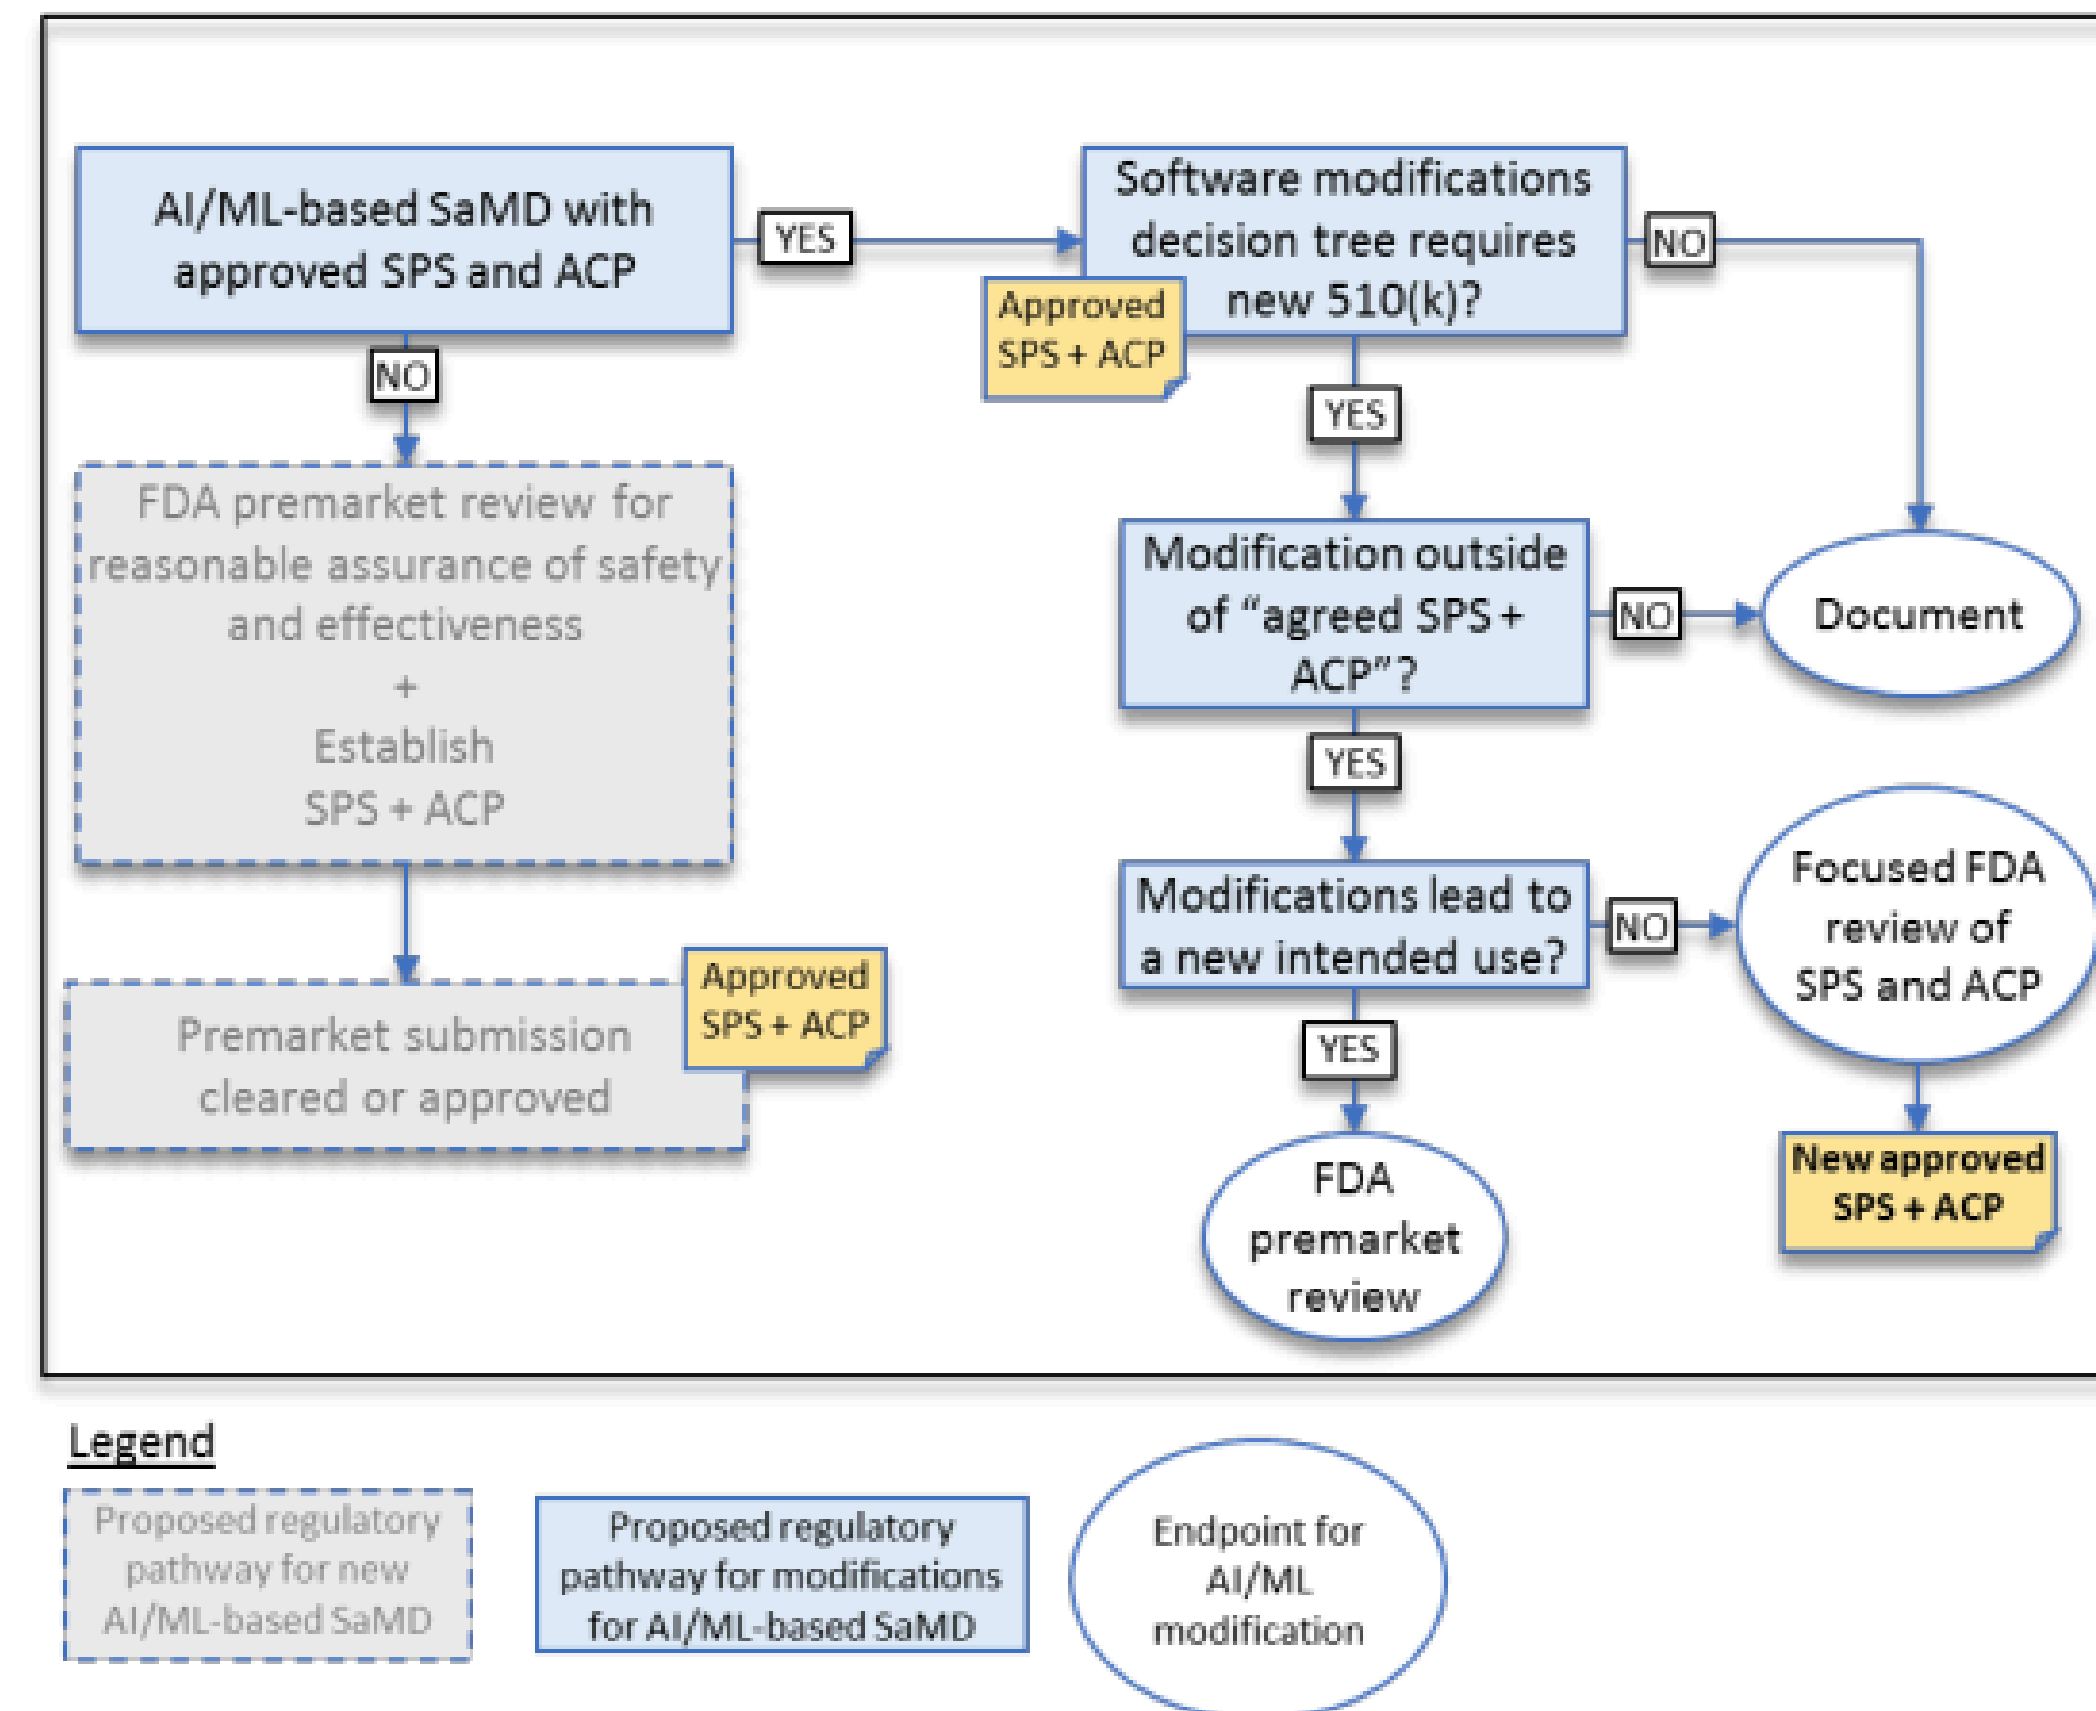 AI/ML-based SaMD with
approved SPS and ACP
YES
Software modifications
decision tree requires
new 510(k)?
NO
Approved
SPS + ACP
NO
YES
FDA premarket review for
reasonable assurance of safety
and effectiveness
+
Establish
SPS + ACP
Modification outside
of “agreed SPS +
ACP”?
NO
Document
YES
Modifications lead to
a new intended use?
NO
Focused FDA
review of
SPS and ACP
Premarket submission
cleared or approved
Approved
SPS + ACP
YES
FDA
premarket
review
New approved
SPS + ACP
Legend
Proposed regulatory
pathway for new
AI/ML-based SaMD
Proposed regulatory
pathway for modifications
for AI/ML-based SaMD
Endpoint for
AI/ML
modification